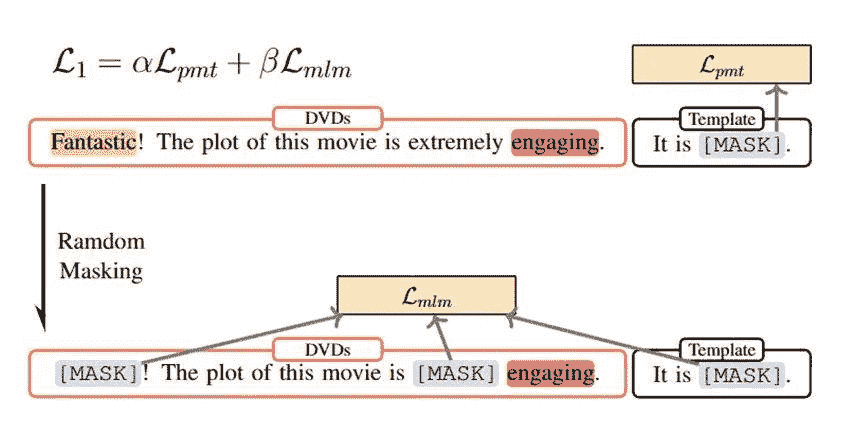 ℒ₁ = αℒₚₘₜ + βℒₘₗₘ
ℒₚₘₜ
DVDs
Template
Fantastic! The plot of this movie is extremely engaging.
It is [MASK].
Ramdom
Masking
ℒₘₗₘ
DVDs
Template
[MASK]! The plot of this movie is [MASK] engaging.
It is [MASK].